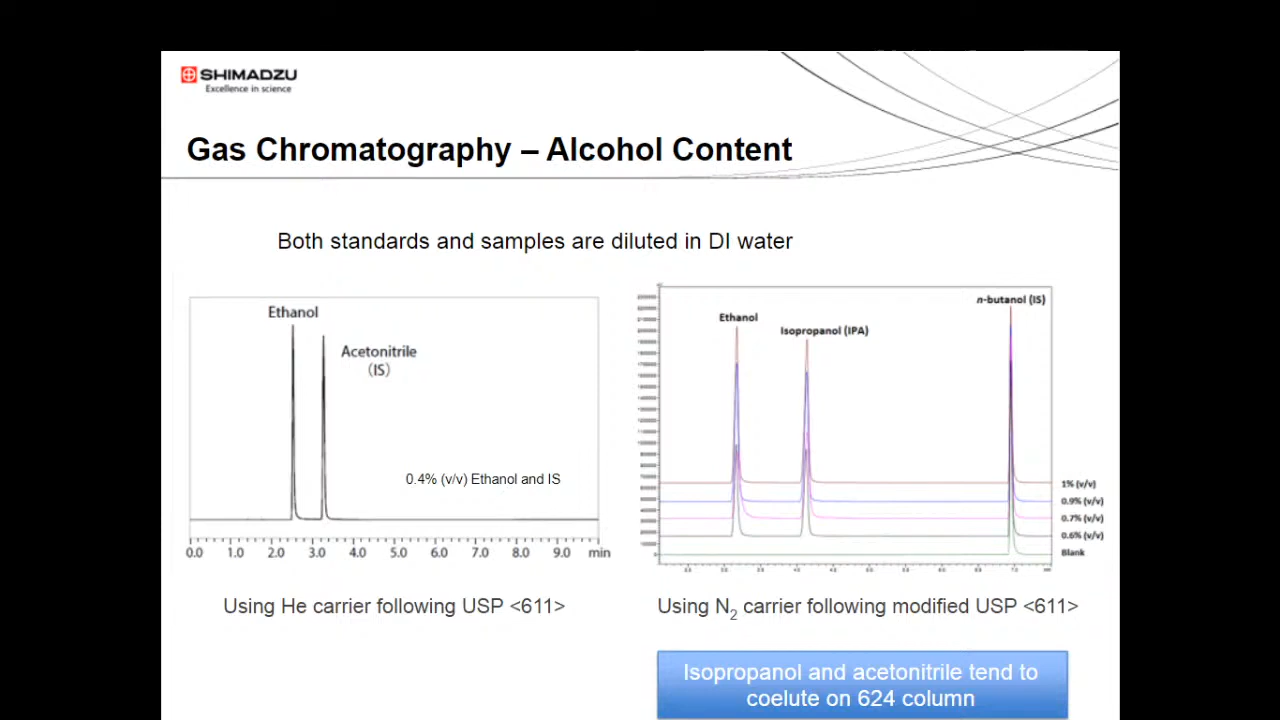 SHIMADZU
Excellence in science
Gas Chromatography – Alcohol Content
Both standards and samples are diluted in DI water
Ethanol
Acetonitrile
(IS)
0.4% (v/v) Ethanol and IS
0.0 1.0 2.0 3.0 4.0 5.0 6.0 7.0 8.0 9.0 min
Using He carrier following USP <611>
n-butanol (IS)
Ethanol
Isopropanol (IPA)
1% (v/v)
0.9% (v/v)
0.7% (v/v)
0.6% (v/v)
Blank
Using N2 carrier following modified USP <611>
Isopropanol and acetonitrile tend to
coelute on 624 column